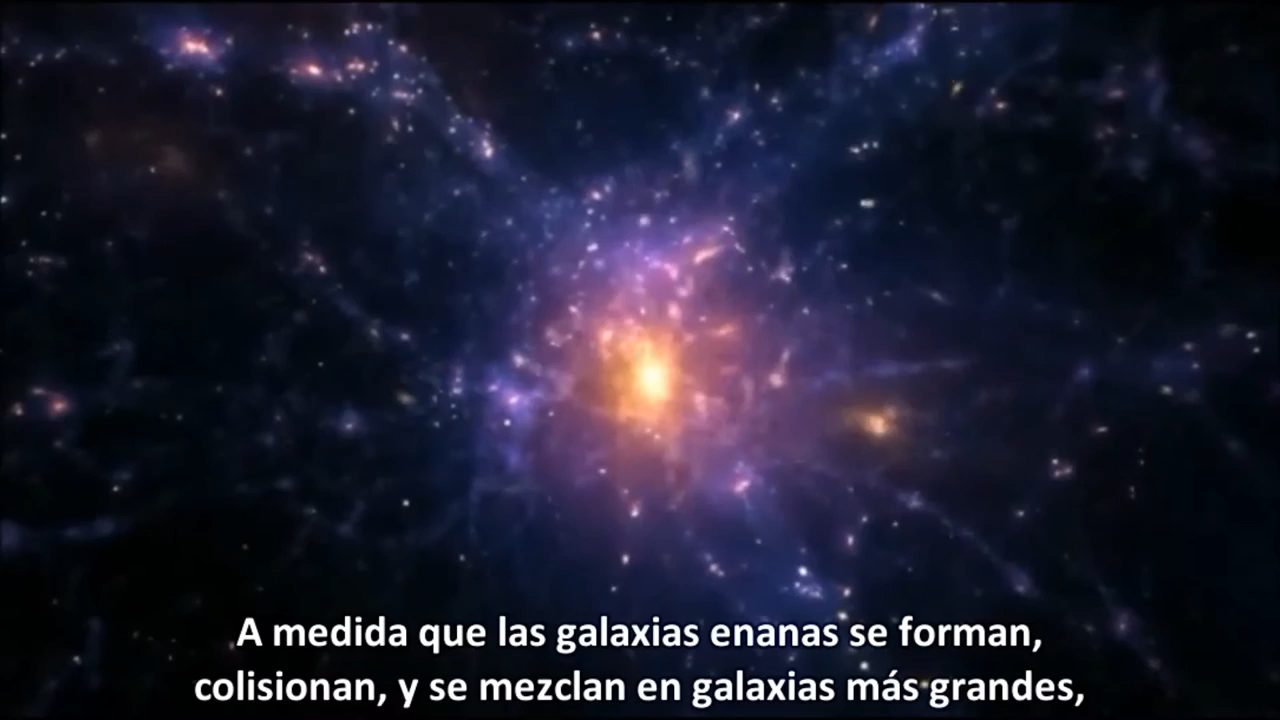 A medida que las galaxias enanas se forman,
colisionan, y se mezclan en galaxias más grandes,